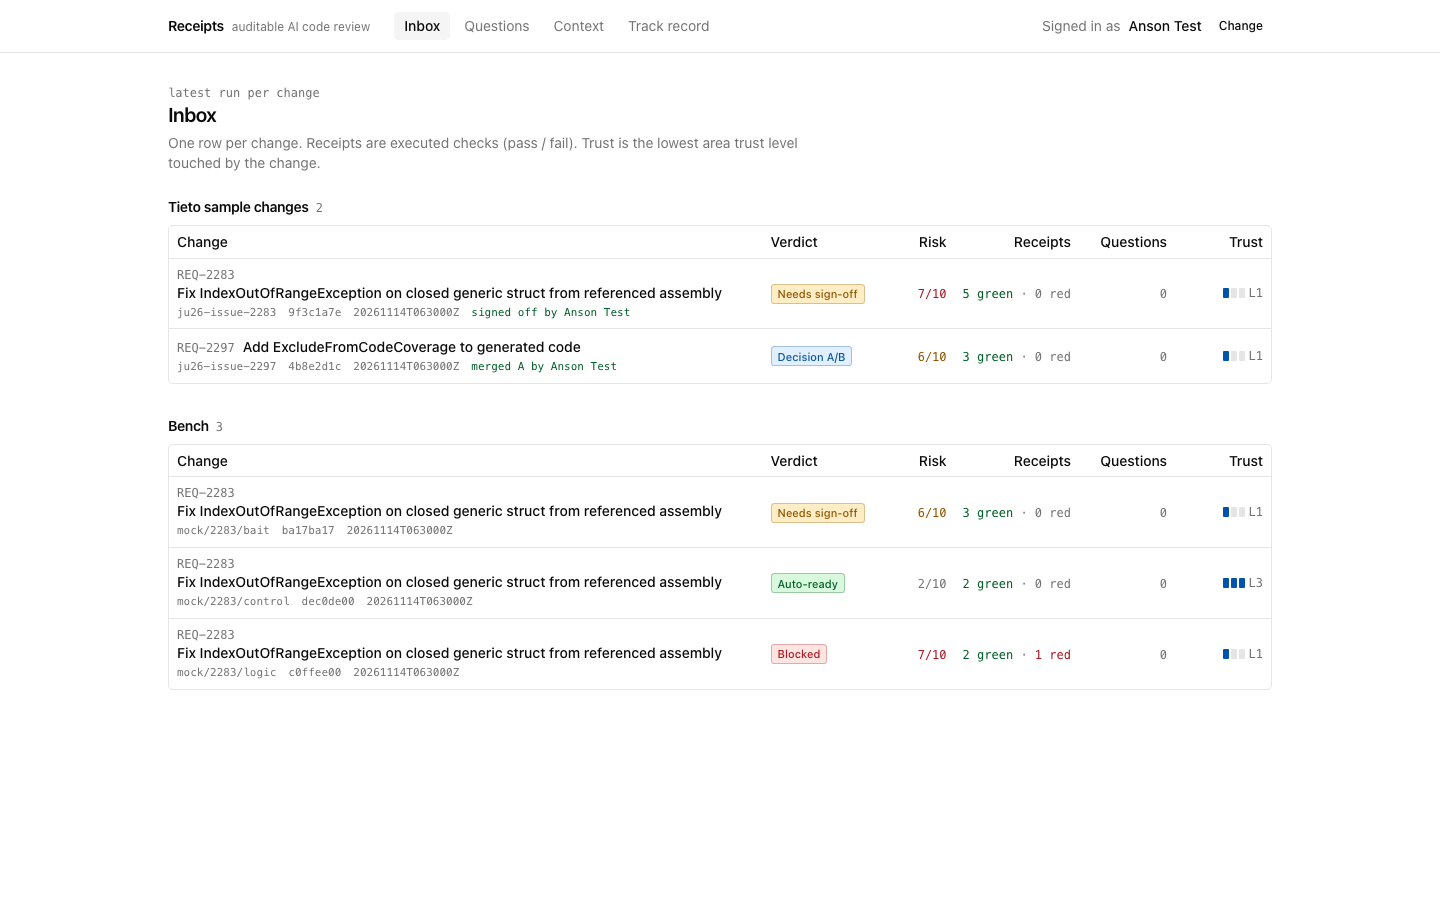 Receipts auditable AI code review Inbox Questions Context Track record Signed in as Anson Test Change
latest run per change
Inbox
One row per change. Receipts are executed checks (pass / fail). Trust is the lowest area trust level
touched by the change.
Tieto sample changes 2
Change Verdict Risk Receipts Questions Trust
REQ-2283
Fix IndexOutOfRangeException on closed generic struct from referenced assembly Needs sign-off 7/10 5 green · 0 red 0 L1
ju26-issue-2283 9f3c1a7e 20261114T063000Z signed off by Anson Test
REQ-2297 Add ExcludeFromCodeCoverage to generated code Decision A/B 6/10 3 green · 0 red 0 L1
ju26-issue-2297 4b8e2d1c 20261114T063000Z merged A by Anson Test
Bench 3
Change Verdict Risk Receipts Questions Trust
REQ-2283
Fix IndexOutOfRangeException on closed generic struct from referenced assembly Needs sign-off 6/10 3 green · 0 red 0 L1
mock/2283/bait ba17ba17 20261114T063000Z
REQ-2283
Fix IndexOutOfRangeException on closed generic struct from referenced assembly Auto-ready 2/10 2 green · 0 red 0 L3
mock/2283/control dec0de00 20261114T063000Z
REQ-2283
Fix IndexOutOfRangeException on closed generic struct from referenced assembly Blocked 7/10 2 green · 1 red 0 L1
mock/2283/logic c0ffee00 20261114T063000Z